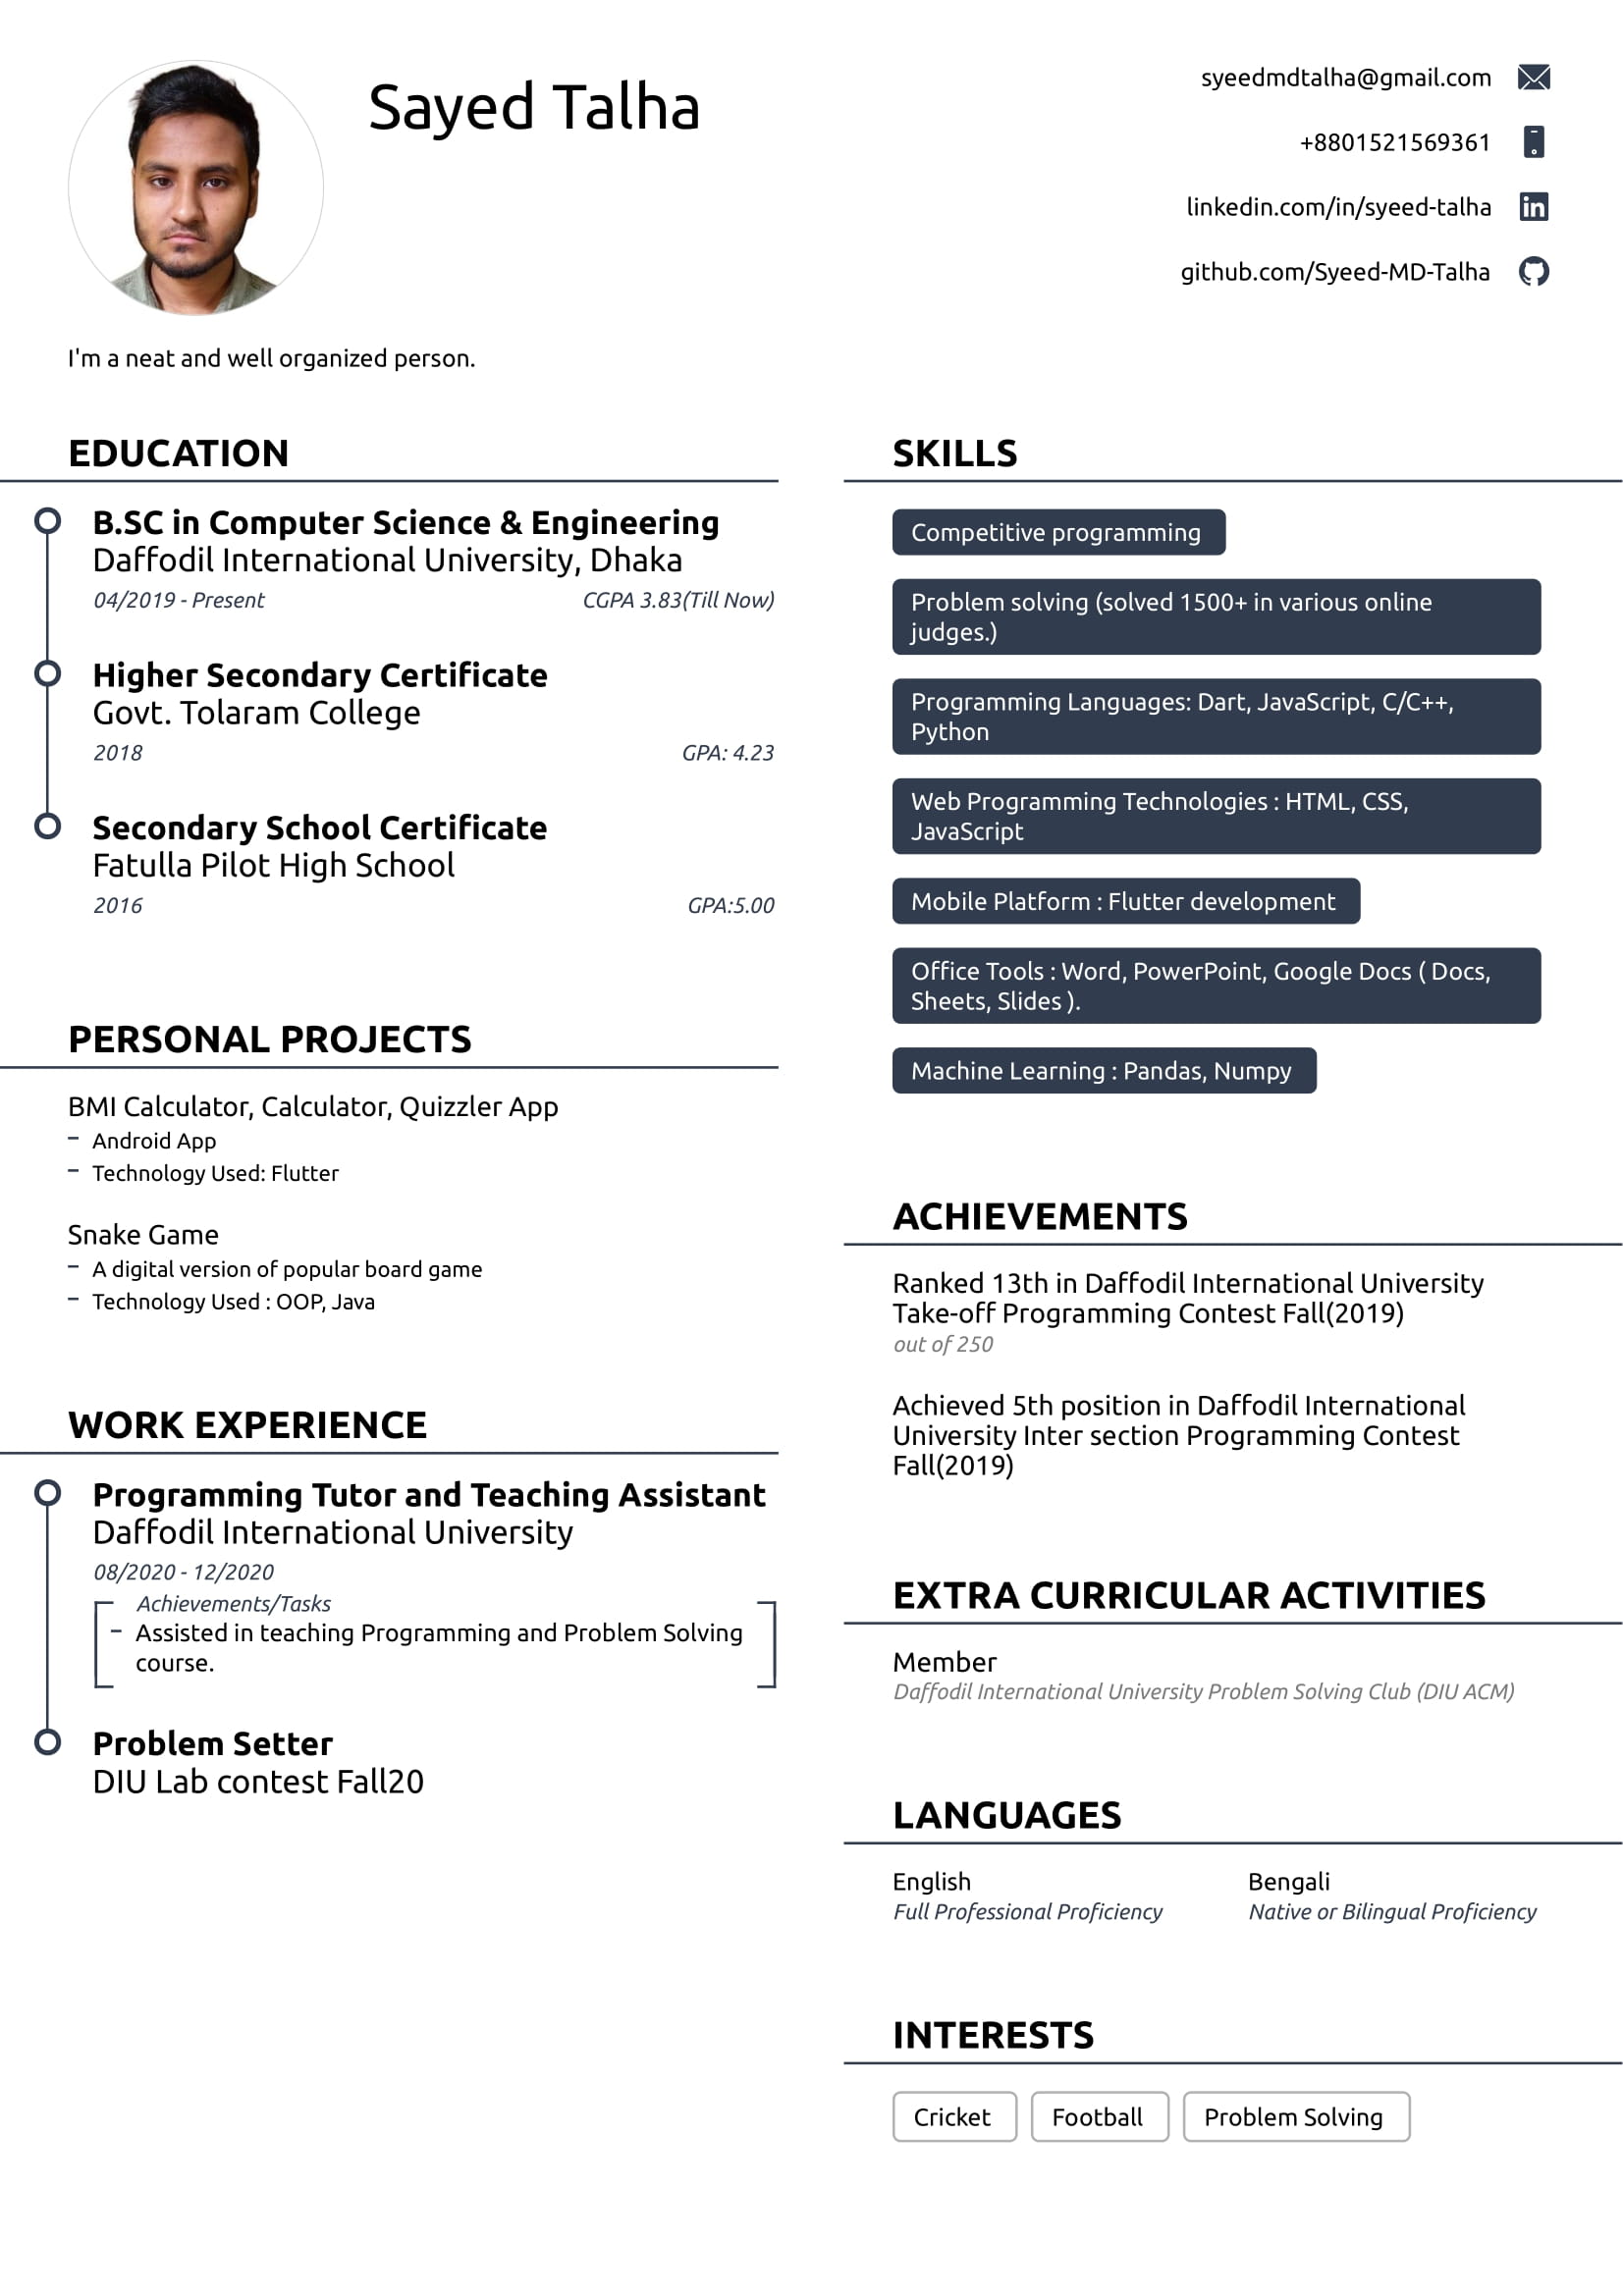 Sayed Talha
syeedmdtalha@gmail.com
+8801521569361
linkedin.com/in/syeed-talha
github.com/Syeed-MD-Talha
I'm a neat and well organized person.
EDUCATION
B.SC in Computer Science & Engineering
Daffodil International University, Dhaka
04/2019 - Present CGPA 3.83(Till Now)
Higher Secondary Certificate
Govt. Tolaram College
2018 GPA: 4.23
Secondary School Certificate
Fatulla Pilot High School
2016 GPA:5.00
PERSONAL PROJECTS
BMI Calculator, Calculator, Quizzler App
– Android App
– Technology Used: Flutter
Snake Game
– A digital version of popular board game
– Technology Used : OOP, Java
WORK EXPERIENCE
Programming Tutor and Teaching Assistant
Daffodil International University
08/2020 - 12/2020
Achievements/Tasks
– Assisted in teaching Programming and Problem Solving
course.
Problem Setter
DIU Lab contest Fall20
SKILLS
Competitive programming
Problem solving (solved 1500+ in various online
judges.)
Programming Languages: Dart, JavaScript, C/C++,
Python
Web Programming Technologies : HTML, CSS,
JavaScript
Mobile Platform : Flutter development
Office Tools : Word, PowerPoint, Google Docs ( Docs,
Sheets, Slides ).
Machine Learning : Pandas, Numpy
ACHIEVEMENTS
Ranked 13th in Daffodil International University
Take-off Programming Contest Fall(2019)
out of 250
Achieved 5th position in Daffodil International
University Inter section Programming Contest
Fall(2019)
EXTRA CURRICULAR ACTIVITIES
Member
Daffodil International University Problem Solving Club (DIU ACM)
LANGUAGES
English
Full Professional Proficiency
Bengali
Native or Bilingual Proficiency
INTERESTS
Cricket
Football
Problem Solving